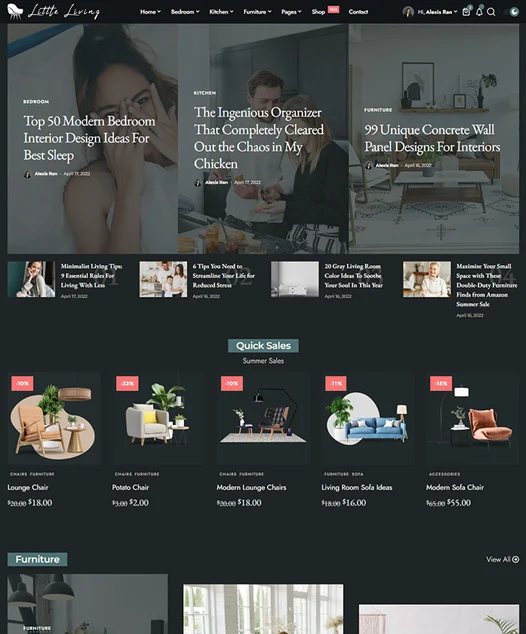 Little Living
Home Bedroom Kitchen Furniture Pages Shop Contact
Hi, Alexis Ran
BEDROOM
Top 50 Modern Bedroom
Interior Design Ideas For
Best Sleep
Alexis Ran - April 17, 2022
KITCHEN
The Ingenious Organizer
That Completely Cleared
Out the Chaos in My
Chicken
Alexis Ran - April 17, 2022
FURNITURE
99 Unique Concrete Wall
Panel Designs For Interiors
Alexis Ran - April 16, 2022
Minimalist Living Tips:
9 Essential Rules For
Living With Less
April 17, 2022
6 Tips You Need to
Streamline Your Life for
Reduced Stress
April 16, 2022
20 Gray Living Room
Color Ideas To Soothe
Your Soul In This Year
April 16, 2022
Maximize Your Small
Space with These
Double-Duty Furniture
Finds from Amazon
Summer Sale
April 16, 2022
Quick Sales
Summer Sales
-10%
-33%
-10%
-11%
-15%
CHAIRS FURNITURE
Lounge Chair
$20.00 $18.00
CHAIRS FURNITURE
Potato Chair
$3.00 $2.00
CHAIRS FURNITURE
Modern Lounge Chairs
$20.00 $18.00
FURNITURE SOFA
Living Room Sofa Ideas
$18.00 $16.00
ACCESSORIES
Modern Sofa Chair
$65.00 $55.00
Furniture
View All
FURNITURE